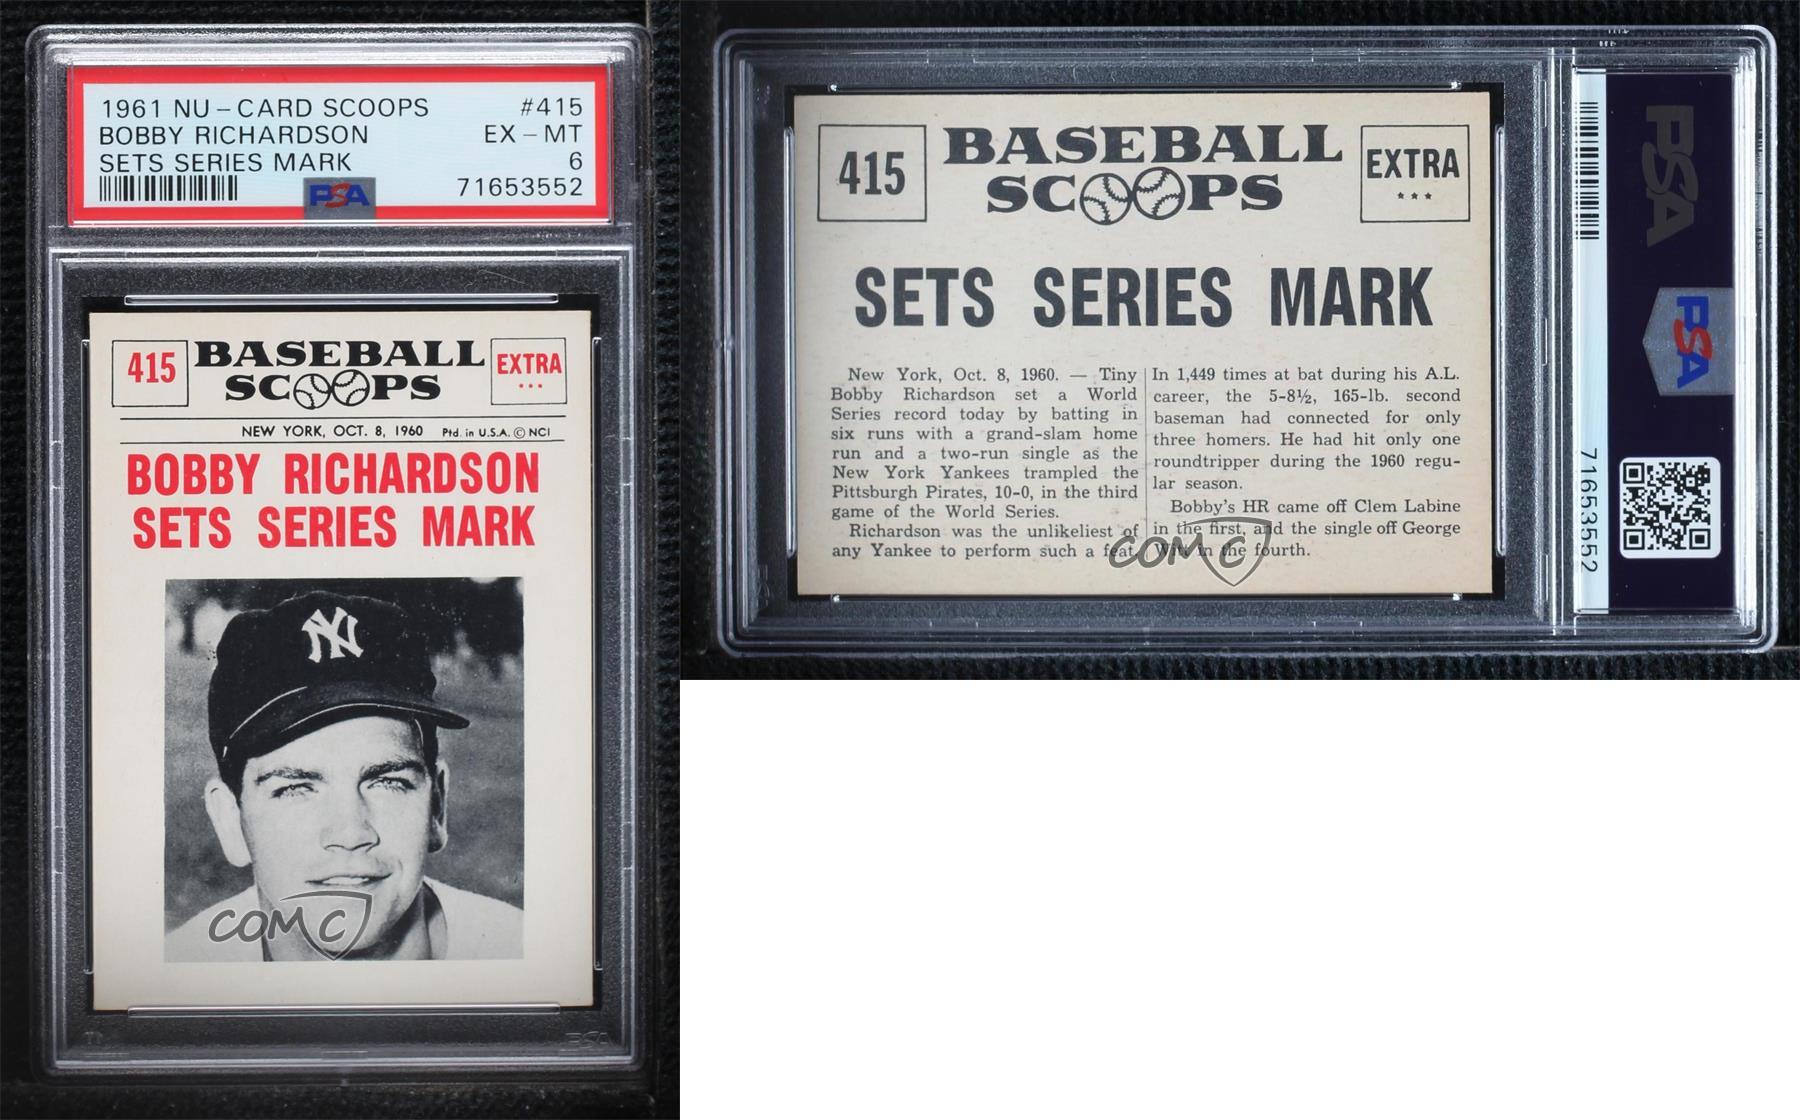 1961 NU-CARD SCOOPS #415
BOBBY RICHARDSON EX-MT
SETS SERIES MARK 6
PSA 71653552
415
BASEBALL
SCOOPS
EXTRA
NEW YORK, OCT. 8, 1960 Ptd. in U.S.A. © NCI
BOBBY RICHARDSON
SETS SERIES MARK
NY
COMC
PSA
415
BASEBALL
SCOOPS
EXTRA
***
SETS SERIES MARK
New York, Oct. 8, 1960. — Tiny
Bobby Richardson set a World
Series record today by batting in
six runs with a grand-slam home
run and a two-run single as the
New York Yankees trampled the
Pittsburgh Pirates, 10-0, in the third
game of the World Series.
Richardson was the unlikeliest of
any Yankee to perform such a feat.
In 1,449 times at bat during his A.L.
career, the 5-8½, 165-lb. second
baseman had connected for only
three homers. He had hit only one
roundtripper during the 1960 regu-
lar season.
Bobby's HR came off Clem Labine
in the first, and the single off George
Witt in the fourth.
COMC
PSA
PSA
71653552